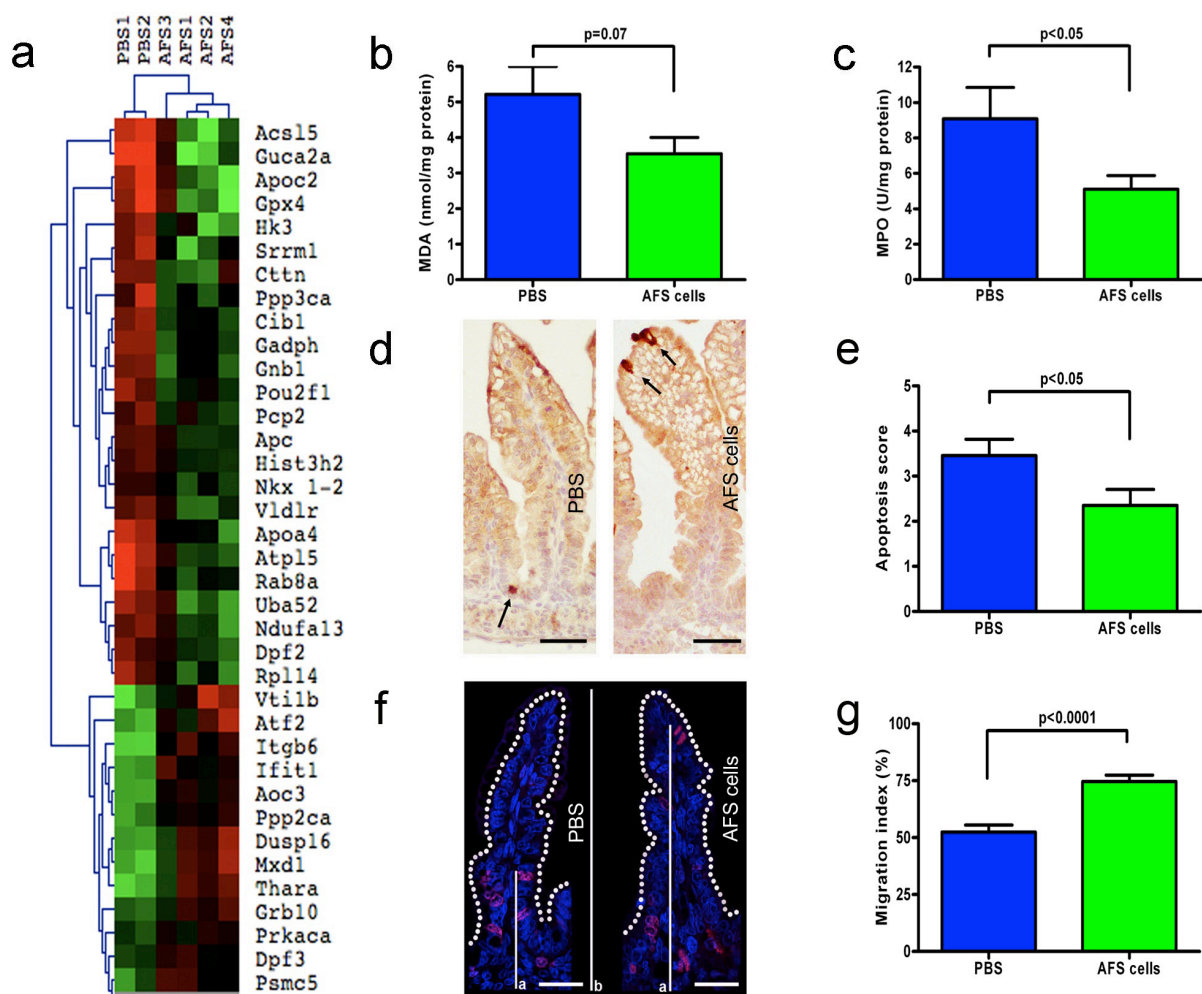 a
PBS1
PBS2
AFS3
AFS1
AFS2
AFS4
Acsl5
Guca2a
Apoc2
Gpx4
Hk3
Srrm1
Cttn
Ppp3ca
Cib1
Gadph
Gnb1
Pou2f1
Pcp2
Apc
Hist3h2
Nkx 1-2
Vldlr
Apoa4
Atpl5
Rab8a
Uba52
Ndufa13
Dpf2
Rpl14
Vti1b
Atf2
Itgb6
Ifit1
Aoc3
Ppp2ca
Dusp16
Mxd1
Thara
Grb10
Prkaca
Dpf3
Psmc5
b
p=0.07
MDA (nmol/mg protein)
6
5
4
3
2
1
0
PBS
AFS cells
c
p<0.05
MPO (U/mg protein)
12
10
8
6
4
2
0
PBS
AFS cells
d
PBS
AFS cells
e
p<0.05
Apoptosis score
5
4
3
2
1
0
PBS
AFS cells
f
PBS
AFS cells
a
b
a
g
p<0.0001
Migration index (%)
100
75
50
25
0
PBS
AFS cells